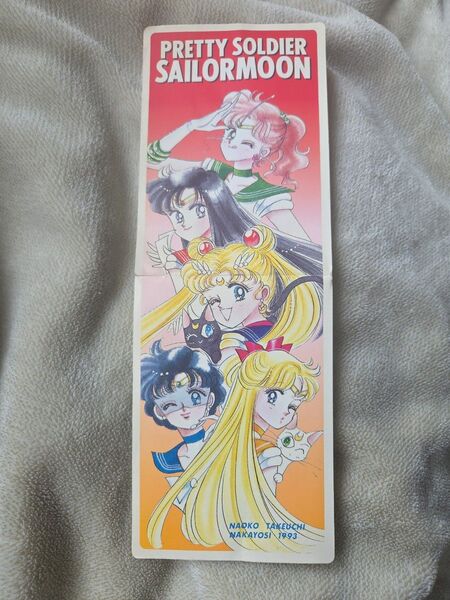 PRETTY SOLDIER
SAILORMOON
NAOKO TAKEUCHI
NAKAYOSI 1993